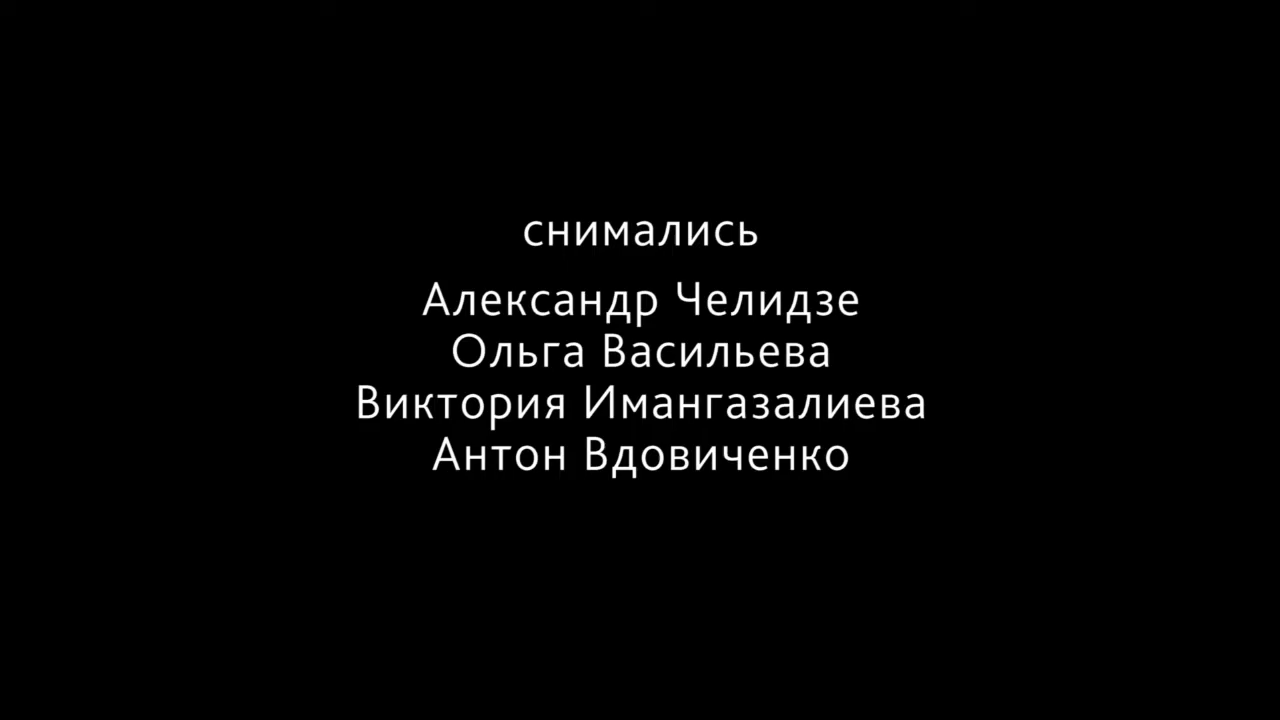 снимались
Александр Челидзе
Ольга Васильева
Виктория Имангазалиева
Антон Вдовиченко